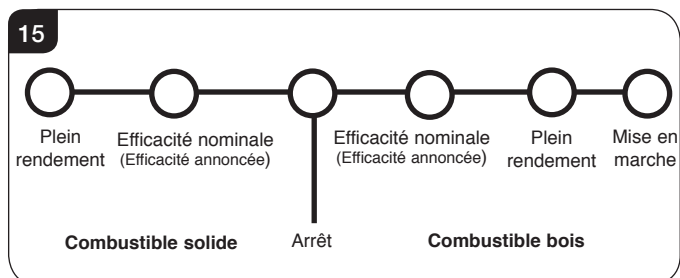 15
Plein
rendement
Efficacité nominale
(Efficacité annoncée)
Efficacité nominale
(Efficacité annoncée)
Plein
rendement
Mise en
marche
Combustible solide
Arrêt
Combustible bois